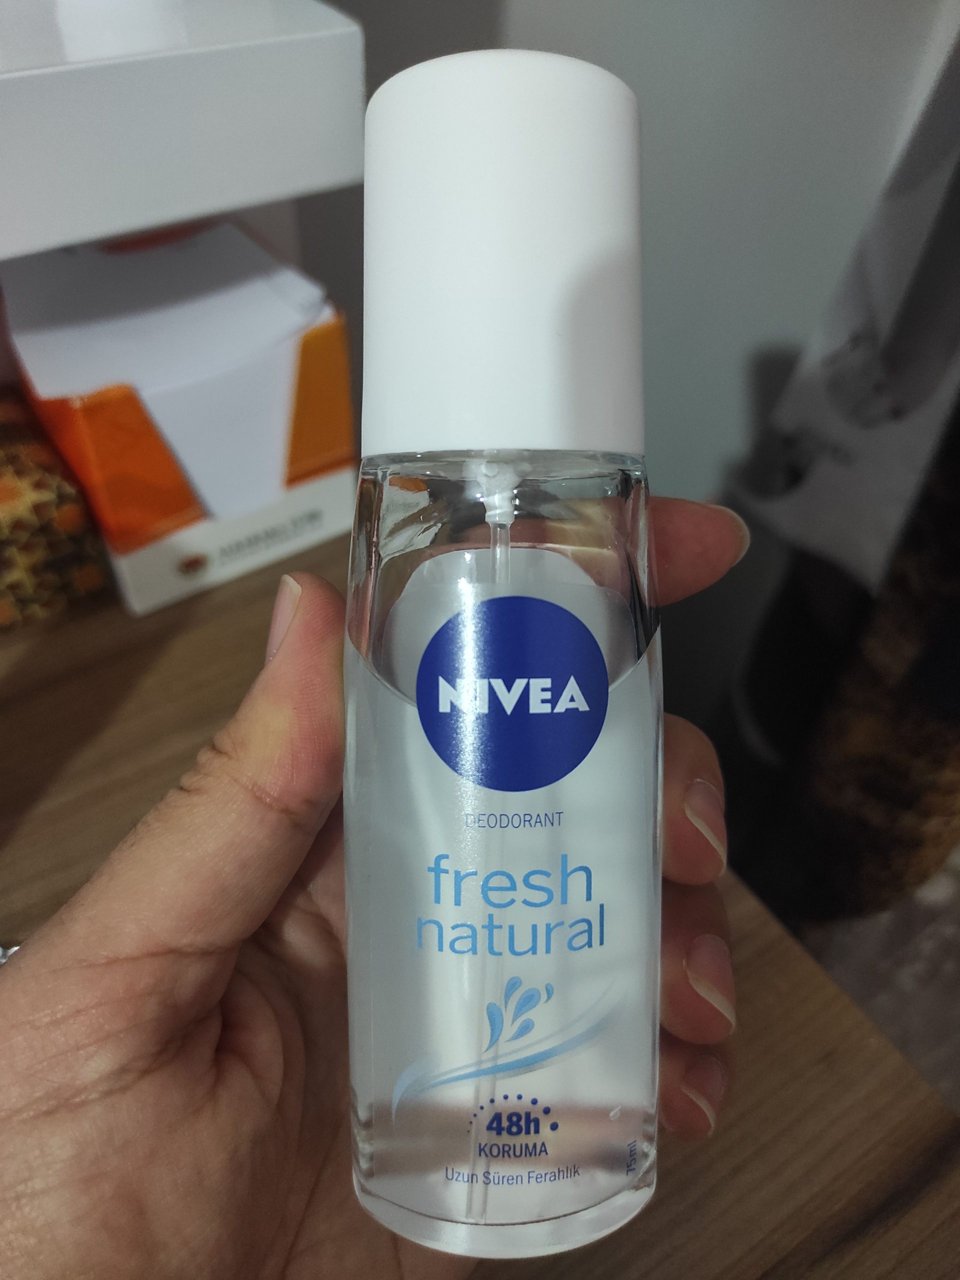 NIVEA
DEODORANT
fresh
natural
48h
KORUMA
Uzun Süren Ferahlık
75ml